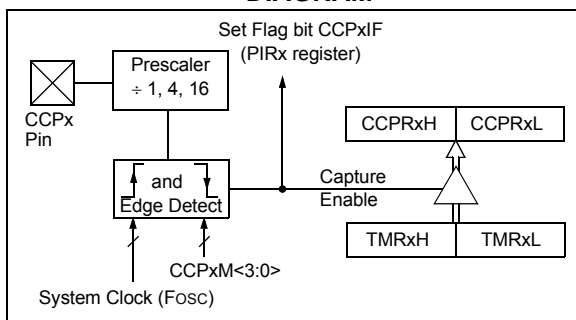 DIAGRAM
Set Flag bit CCPxIF
(PIRx register)
Prescaler
÷ 1, 4, 16
CCPx
Pin
CCPRxH CCPRxL
and
Edge Detect
Capture
Enable
TMRxH TMRxL
CCPxM<3:0>
System Clock (FOSC)